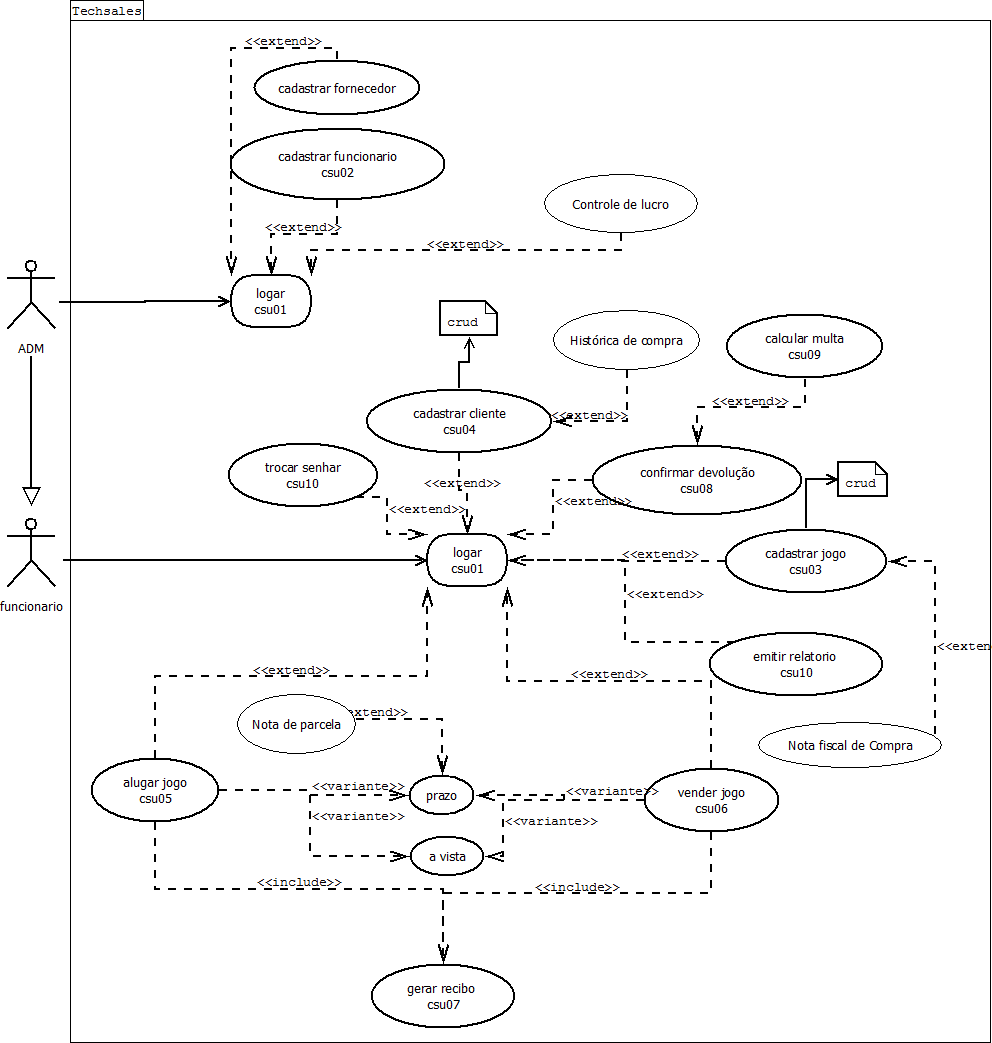 Techsales
<<extend>>
cadastrar fornecedor
cadastrar funcionario
csu02
<<extend>>
Controle de lucro
<<extend>>
logar
csu01
ADM
crud
Histórica de compra
calcular multa
csu09
<<extend>>
cadastrar cliente
csu04
<<extend>>
trocar senhar
csu10
<<extend>>
<<extend>>
confirmar devolução
csu08
<<extend>>
crud
logar
csu01
<<extend>>
cadastrar jogo
csu03
<<extend>>
funcionario
emitir relatorio
csu10
<<exten
<<extend>>
<<extend>>
Nota de parcela
extend>>
Nota fiscal de Compra
alugar jogo
csu05
<<variante>>
prazo
<<variante>>
vender jogo
csu06
<<variante>>
<<variante>>
a vista
<<include>>
<<include>>
gerar recibo
csu07